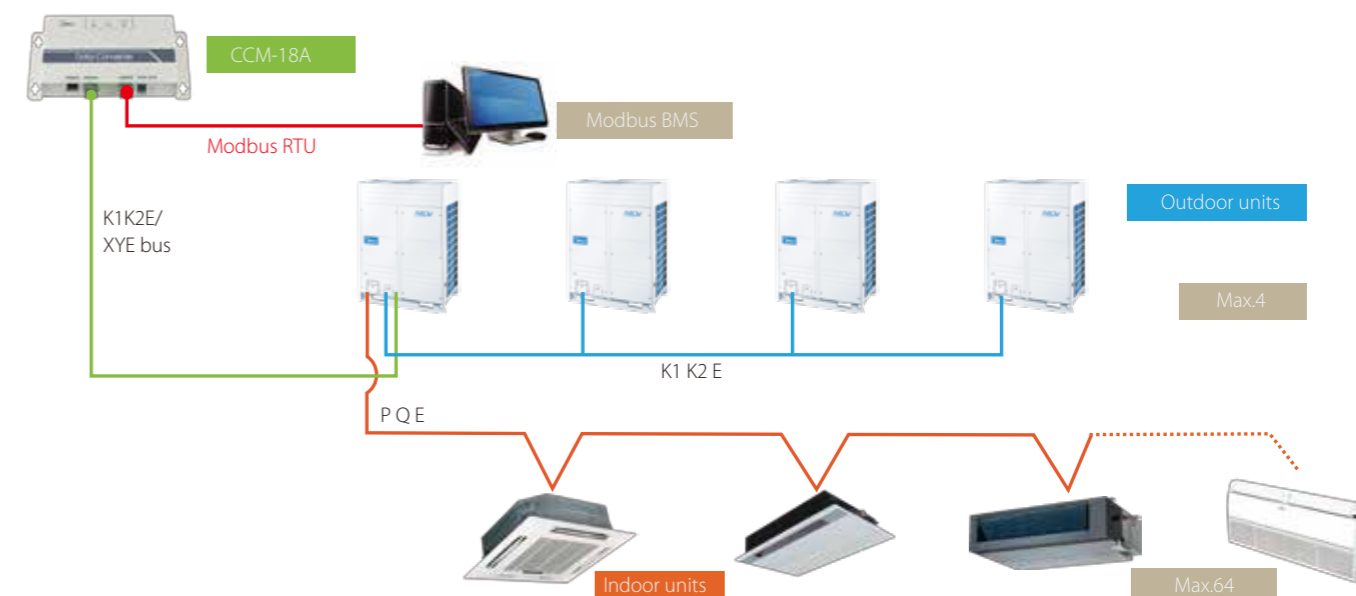 CCM-18A
Modbus BMS
Modbus RTU
K1K2E/
XYE bus
Outdoor units
Max.4
K1 K2 E
P Q E
Indoor units
Max.64